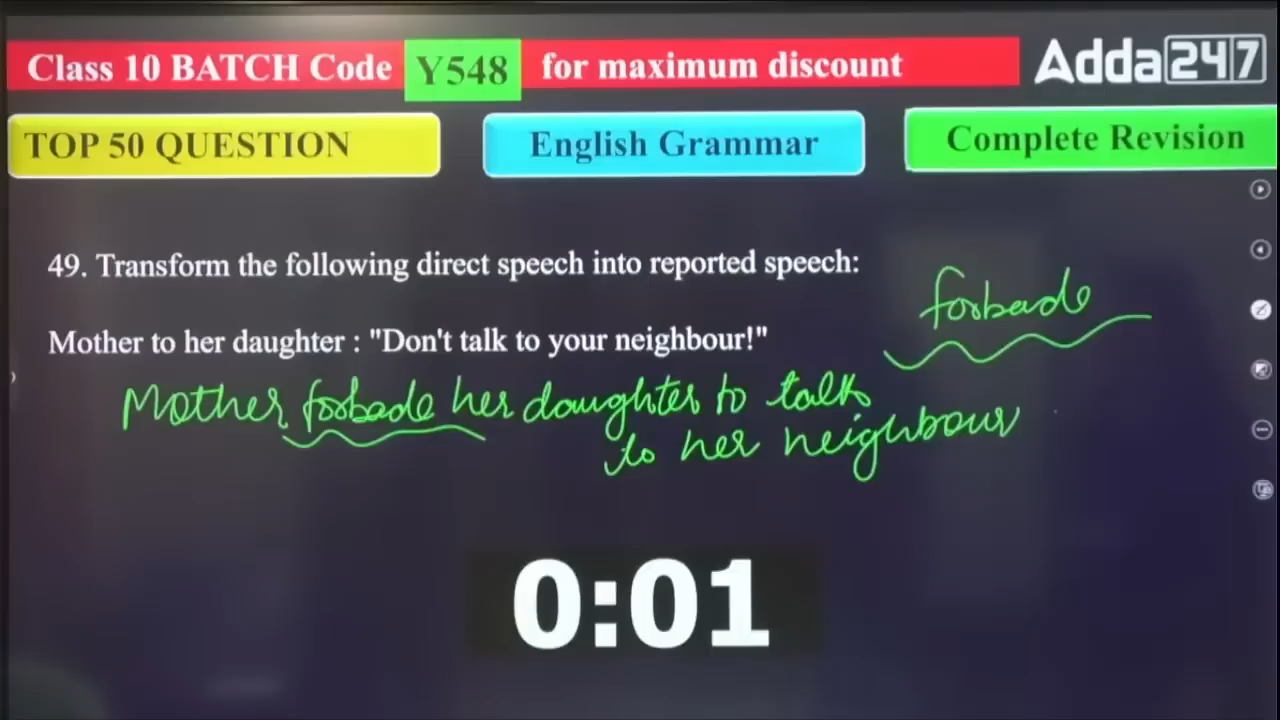 Class 10 BATCH Code Y548 for maximum discount
Adda247
TOP 50 QUESTION
English Grammar
Complete Revision
49. Transform the following direct speech into reported speech:
forbade
Mother to her daughter : "Don't talk to your neighbour!"
Mother forbade her daughter to talk
to her neighbour
0:01